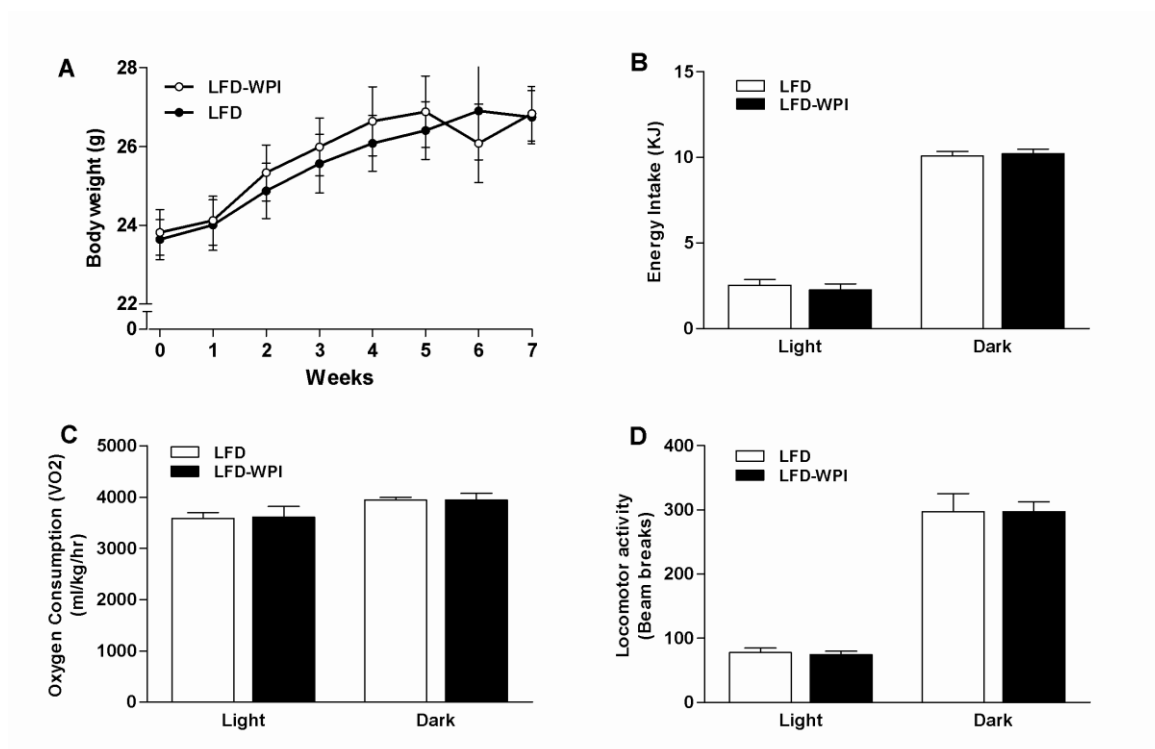 A
28
26
24
22
0
Body weight (g)
LFD-WPI
LFD
0 1 2 3 4 5 6 7
Weeks
B
15
10
5
0
Energy Intake (KJ)
LFD
LFD-WPI
Light Dark
C
5000
4000
3000
2000
1000
0
Oxygen Consumption (VO2)
(ml/kg/hr)
LFD
LFD-WPI
Light Dark
D
400
300
200
100
0
Locomotor activity
(Beam breaks)
LFD
LFD-WPI
Light Dark